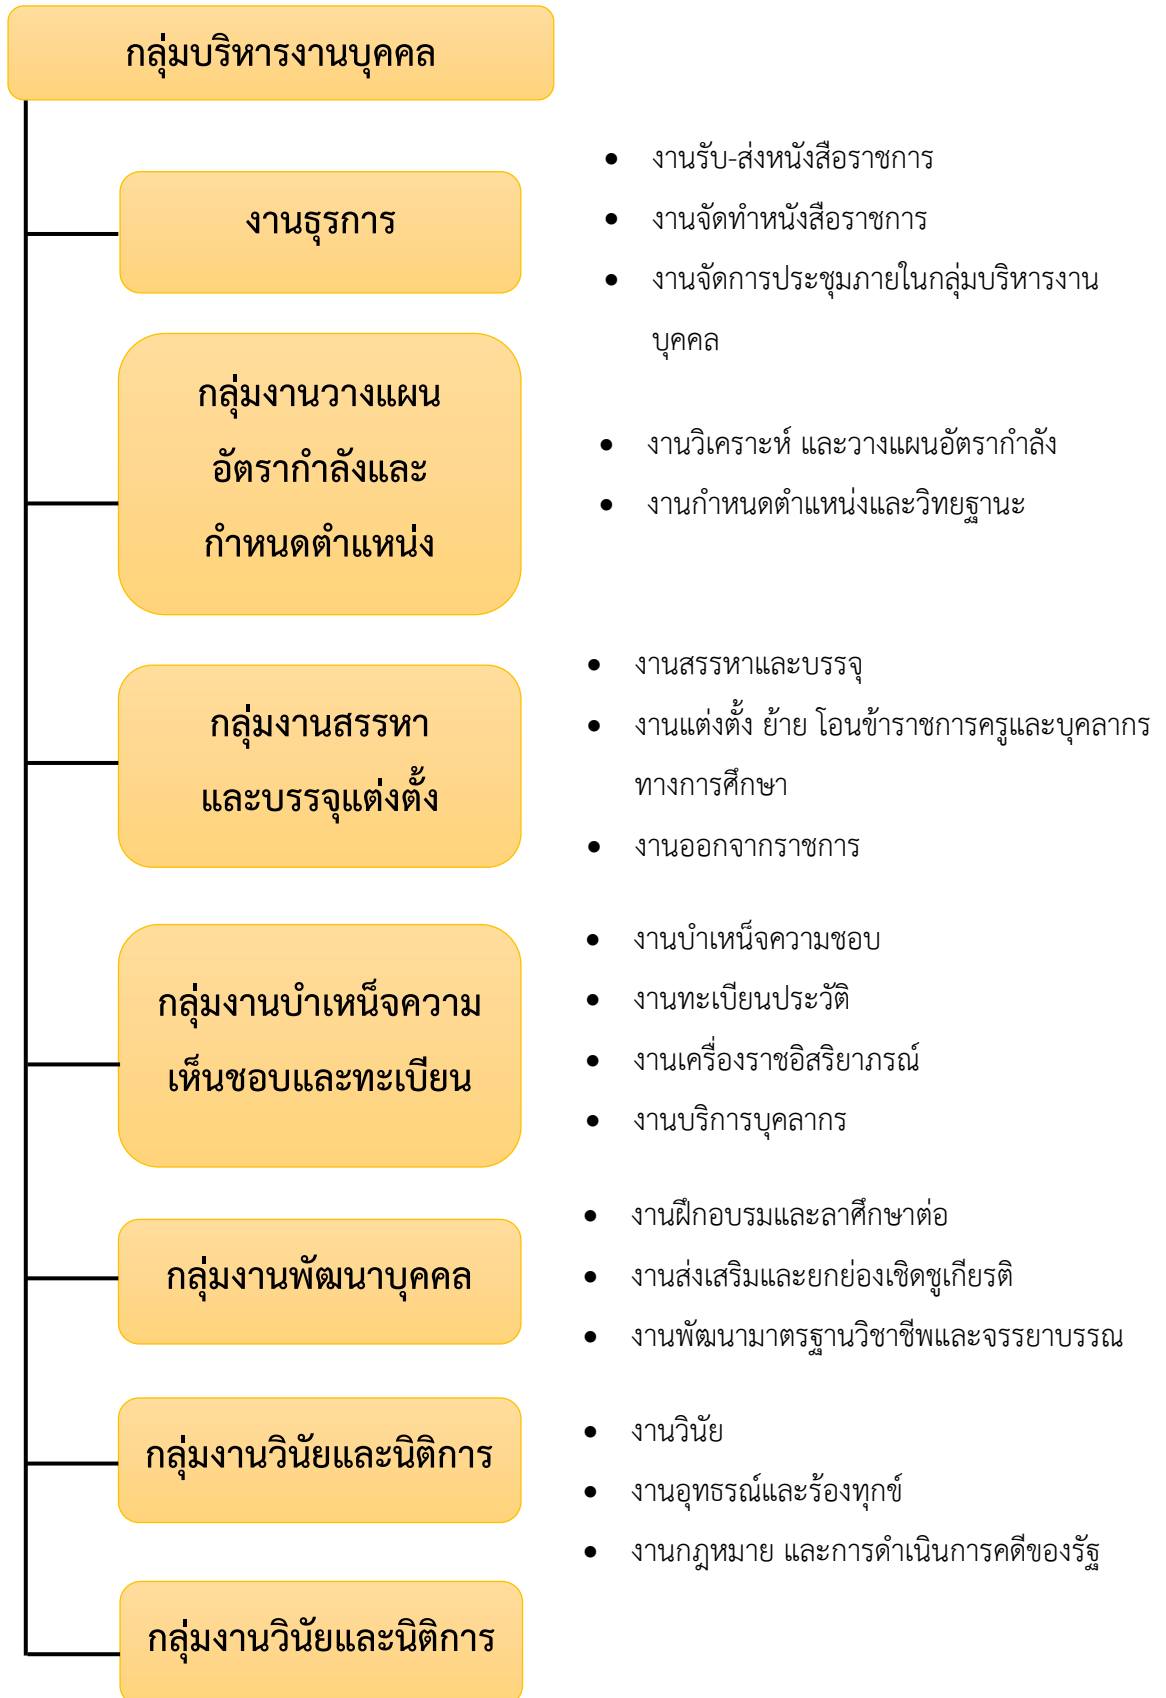 กลุ่มบริหารงานบุคคล
งานธุรการ
• งานรับ-ส่งหนังสือราชการ
• งานจัดทำหนังสือราชการ
• งานจัดการประชุมภายในกลุ่มบริหารงาน
บุคคล
กลุ่มงานวางแผน
อัตรากำลังและ
กำหนดตำแหน่ง
• งานวิเคราะห์ และวางแผนอัตรากำลัง
• งานกำหนดตำแหน่งและวิทยฐานะ
กลุ่มงานสรรหา
และบรรจุแต่งตั้ง
• งานสรรหาและบรรจุ
• งานแต่งตั้ง ย้าย โอนข้าราชการครูและบุคลากร
ทางการศึกษา
• งานออกจากราชการ
กลุ่มงานบำเหน็จความ
เห็นชอบและทะเบียน
• งานบำเหน็จความชอบ
• งานทะเบียนประวัติ
• งานเครื่องราชอิสริยาภรณ์
• งานบริการบุคลากร
กลุ่มงานพัฒนาบุคคล
• งานฝึกอบรมและลาศึกษาต่อ
• งานส่งเสริมและยกย่องเชิดชูเกียรติ
• งานพัฒนามาตรฐานวิชาชีพและจรรยาบรรณ
กลุ่มงานวินัยและนิติการ
• งานวินัย
• งานอุทธรณ์และร้องทุกข์
• งานกฎหมาย และการดำเนินการคดีของรัฐ
กลุ่มงานวินัยและนิติการ